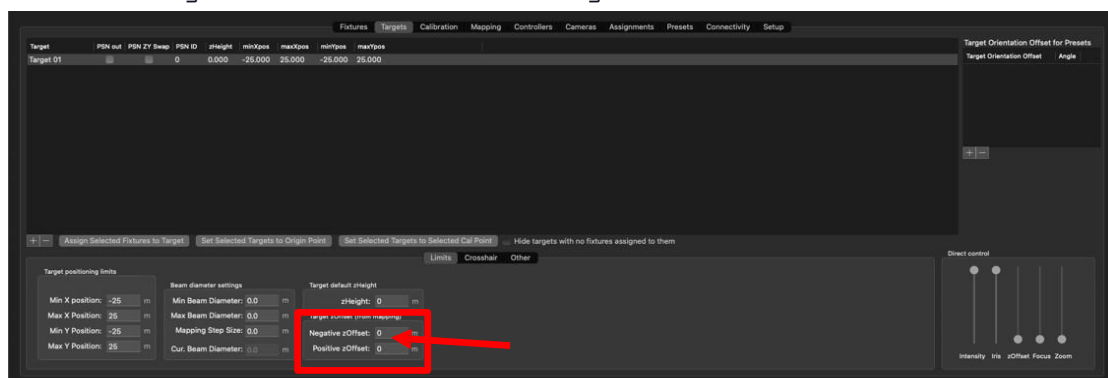 Fixtures Targets Calibration Mapping Controllers Cameras Assignments Presets Connectivity Setup
Target PSN out PSN ZY Swap PSN ID zHeight minXpos maxXpos minYpos maxYpos
Target 01 0 0.000 -25.000 25.000 -25.000 25.000
Target Orientation Offset for Presets
Target Orientation Offset Angle
+ -
+ - Assign Selected Fixtures to Target Set Selected Targets to Origin Point Set Selected Targets to Selected Cal Point Hide targets with no fixtures assigned to them
Limits Crosshair Other
Target positioning limits
Min X position: -25 m
Max X Position: 25 m
Min Y Position: -25 m
Max Y Position: 25 m
Beam diameter settings
Min Beam Diameter: 0.0 m
Max Beam Diameter: 0.0 m
Mapping Step Size: 0.0 m
Cur. Beam Diameter: 0.0 m
Target default zHeight
zHeight: 0 m
Target zOffset (from mapping)
Negative zOffset: 0 m
Positive zOffset: 0 m
Direct control
Intensity Iris zOffset Focus Zoom